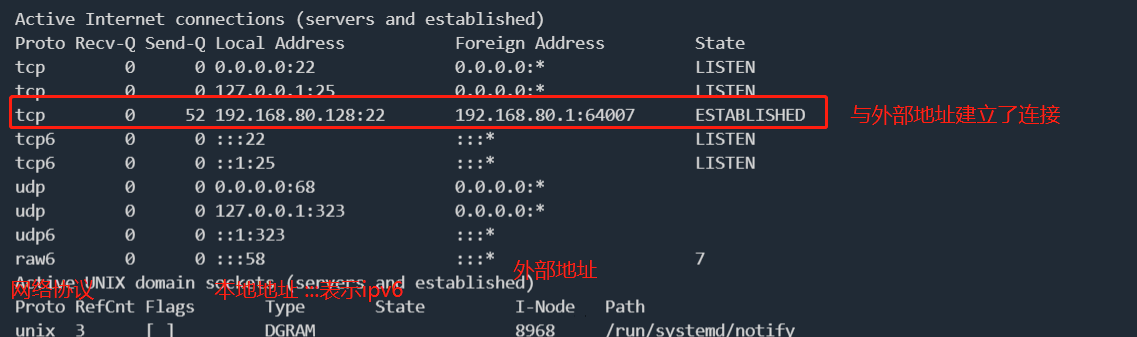 Active Internet connections (servers and established)
Proto Recv-Q Send-Q Local Address Foreign Address State
tcp 0 0 0.0.0.0:22 0.0.0.0:* LISTEN
tcp 0 0 127.0.0.1:25 0.0.0.0:* LISTEN
tcp 0 52 192.168.80.128:22 192.168.80.1:64007 ESTABLISHED 与外部地址建立了连接
tcp6 0 0 :::22 :::* LISTEN
tcp6 0 0 ::1:25 :::* LISTEN
udp 0 0 0.0.0.0:68 0.0.0.0:*
udp 0 0 127.0.0.1:323 0.0.0.0:*
udp6 0 0 ::1:323 :::*
raw6 0 0 :::58 :::* 7
外部地址
Active UNIX domain sockets (servers and established)
网络协议 本地地址 :::表示ipv6
Proto RefCnt Flags Type State I-Node Path
unix 3 [ ] DGRAM 8968 /run/systemd/notify